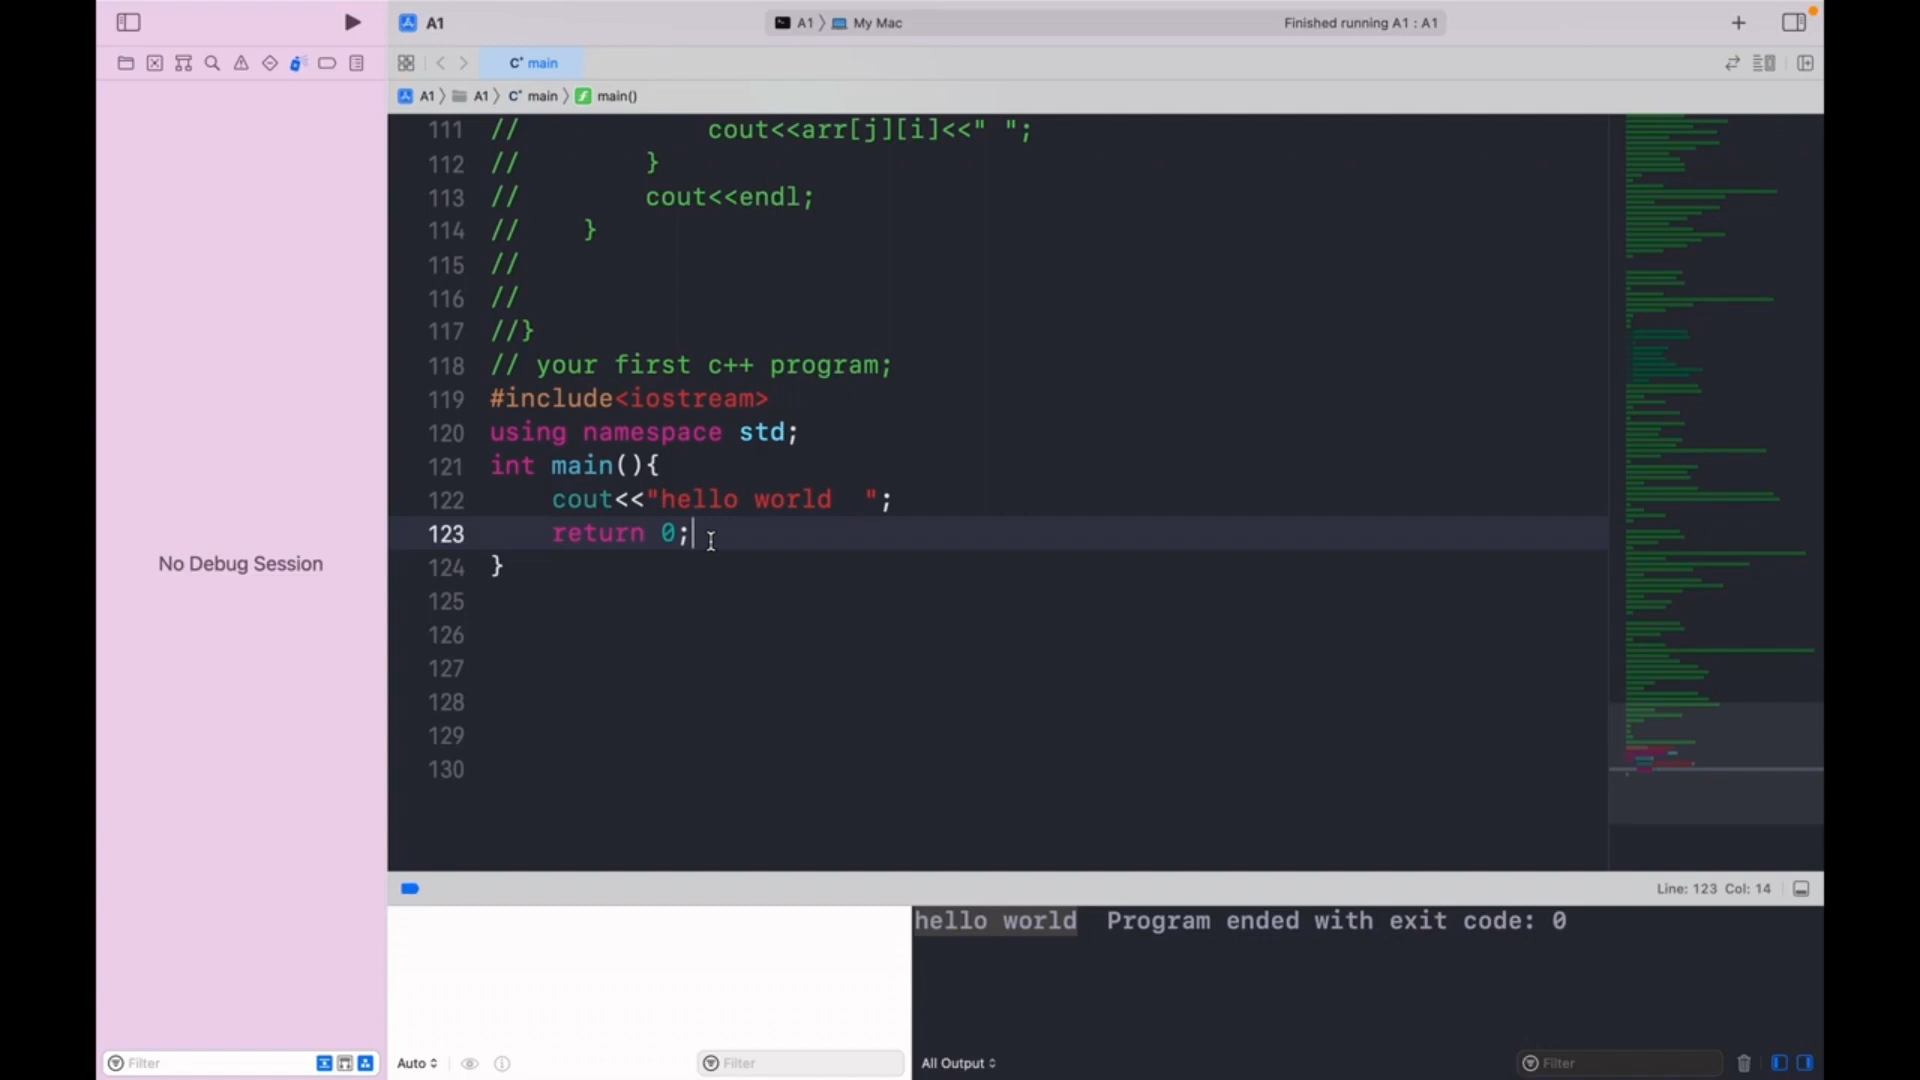 A1
A1 〉 My Mac
Finished running A1 : A1
main
A1 〉 A1 〉 main 〉 main()
111 // cout<<arr[j][i]<<" ";
112 // }
113 // cout<<endl;
114 // }
115 //
116 //
117 //}
118 // your first c++ program;
119 #include<iostream>
120 using namespace std;
121 int main(){
122 cout<<"hello world  ";
123 return 0;
124 }
125
126
127
128
129
130
No Debug Session
Line: 123 Col: 14
hello world  Program ended with exit code: 0
Filter
Auto
Filter
All Output
Filter